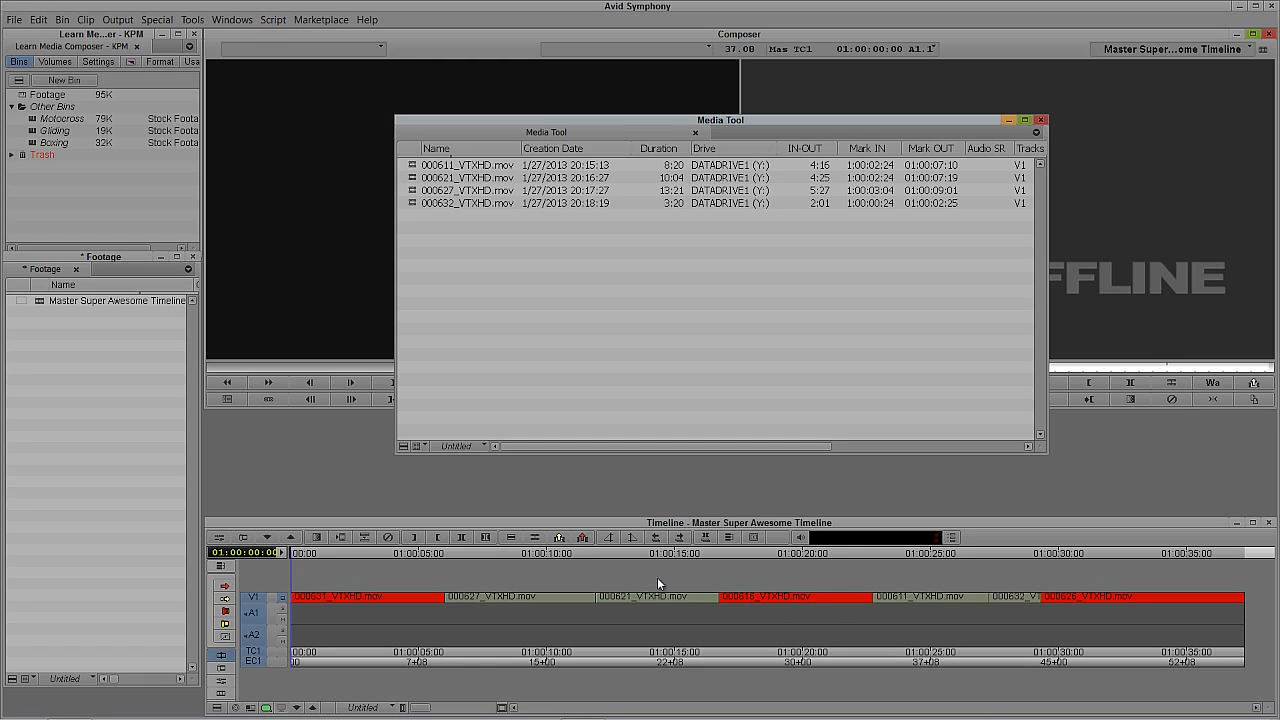 Avid Symphony
File Edit Bin Clip Output Special Tools Windows Script Marketplace Help
Learn Me...er - KPM
Composer
Learn Media Composer - KPM
37.08 Mas TC1 01:00:00:00 A1.1
Master Super...ome Timeline
Bins Volumes Settings Format Usa
New Bin
Footage 95K
Other Bins
Motocross 79K Stock Foota
Gliding 19K Stock Foota
Boxing 32K Stock Foota
Trash
Media Tool
Media Tool
Name Creation Date Duration Drive IN-OUT Mark IN Mark OUT Audio SR Tracks
000611_VTXHD.mov 1/27/2013 20:15:13 8:20 DATADRIVE1 (Y:) 4:16 1:00:02:24 01:00:07:10 V1
000621_VTXHD.mov 1/27/2013 20:16:27 10:04 DATADRIVE1 (Y:) 4:25 1:00:02:24 01:00:07:19 V1
000627_VTXHD.mov 1/27/2013 20:17:27 13:21 DATADRIVE1 (Y:) 5:27 1:00:03:04 01:00:09:01 V1
000632_VTXHD.mov 1/27/2013 20:18:19 3:20 DATADRIVE1 (Y:) 2:01 1:00:00:24 01:00:02:25 V1
Untitled
FFLINE
Wa
* Footage
* Footage
Name
Master Super Awesome Timeline
Untitled
Timeline - Master Super Awesome Timeline
01:00:00:00
00:00 01:00:05:00 01:00:10:00 01:00:15:00 01:00:20:00 01:00:25:00 01:00:30:00 01:00:35:00
V1 000631_VTXHD.mov 000627_VTXHD.mov 000621_VTXHD.mov 000618_VTXHD.mov 000611_VTXHD.mov 000632_VT 000626_VTXHD.mov
A1
A2
TC1 00:00 01:00:05:00 01:00:10:00 01:00:15:00 01:00:20:00 01:00:25:00 01:00:30:00 01:00:35:00
EC1 00 7+08 15+00 22+08 30+00 37+08 45+00 52+08
Untitled